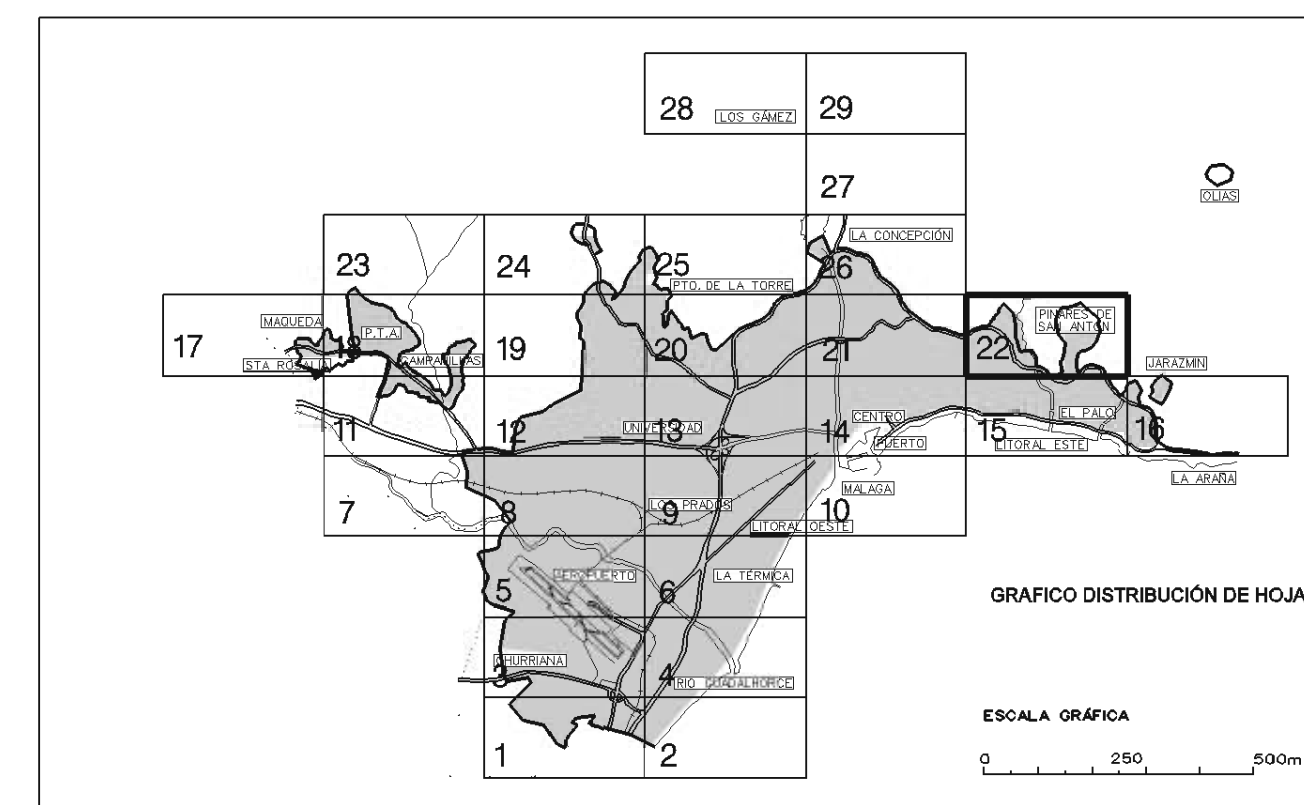 28 LOS GÁMEZ 29
27
OLIAS
LA CONCEPCIÓN
23 24 25 26
PTO. DE LA TORRE
MAQUEDA
P.T.A.
PINARES DE
SAN ANTÓN
17 18 19 20 21 22
STA ROSALIA
CAMPANILLAS
JARAZMIN
CENTRO
EL PALO
UNIVERSIDAD
11 12 13 14 15 16
PUERTO
LITORAL ESTE
LA ARAÑA
MALAGA
LOS PRADOS
7 8 9 10
LITORAL OESTE
AEROPUERTO
LA TÉRMICA
5 6
GRAFICO DISTRIBUCIÓN DE HOJA
CHURRIANA
3 4
RIO GUADALHORCE
ESCALA GRÁFICA
1 2
0 250 500m